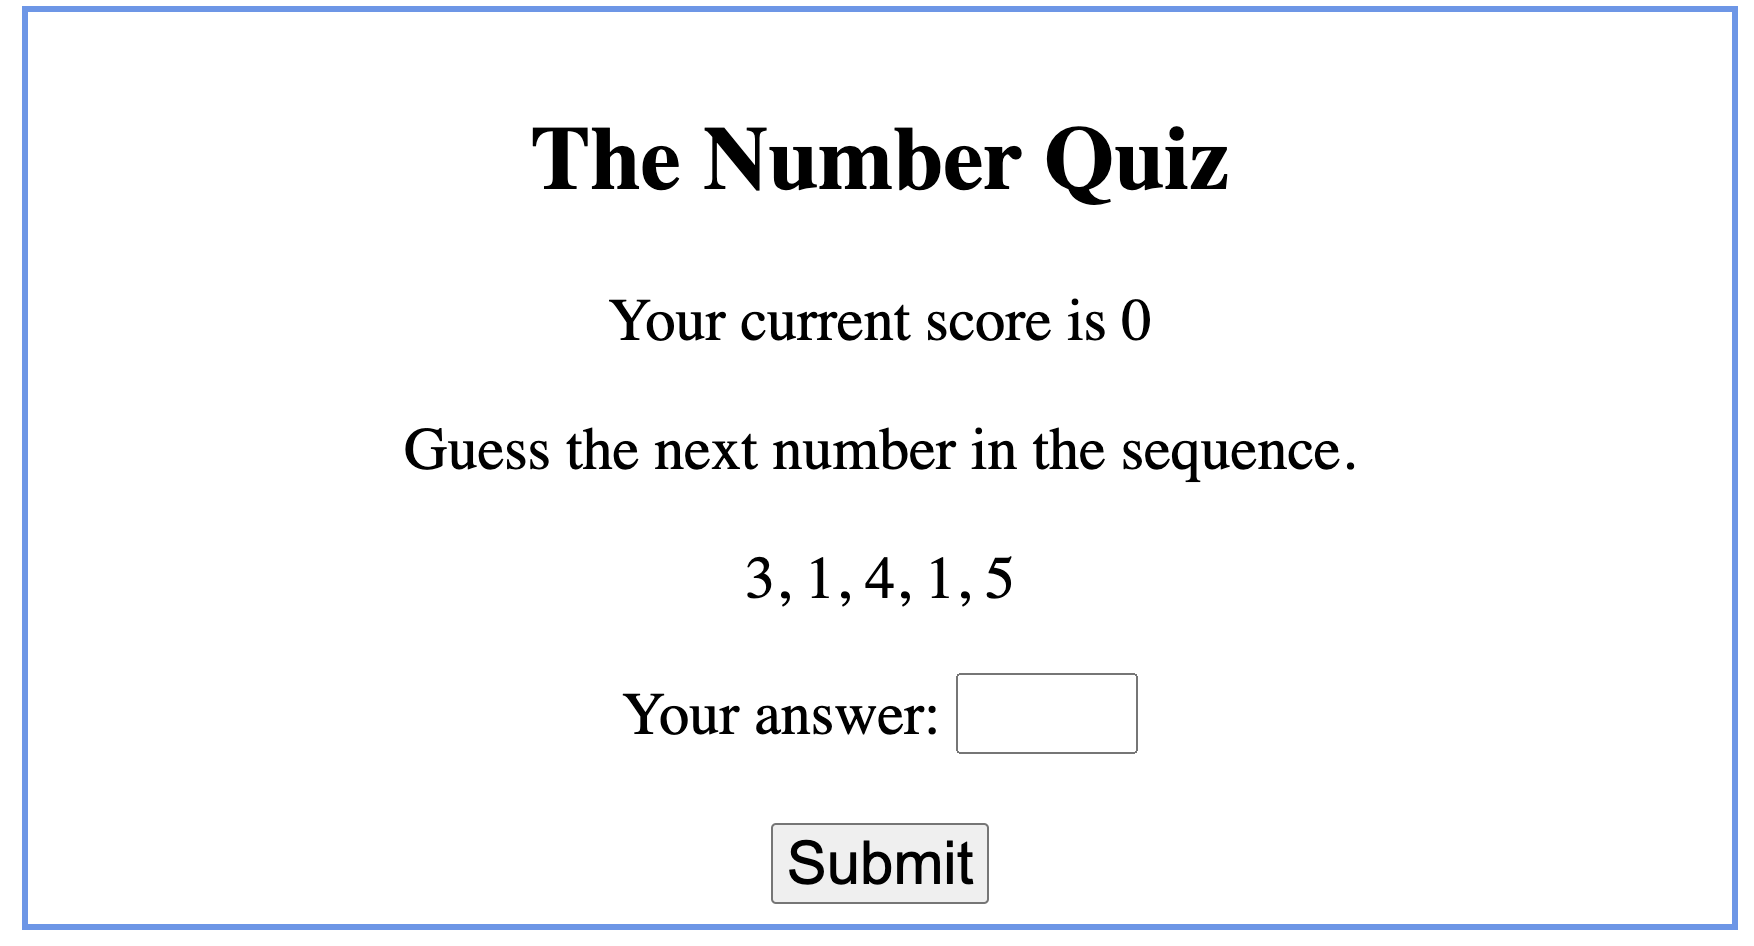 The Number Quiz
Your current score is 0
Guess the next number in the sequence.
3, 1, 4, 1, 5
Your answer:
Submit